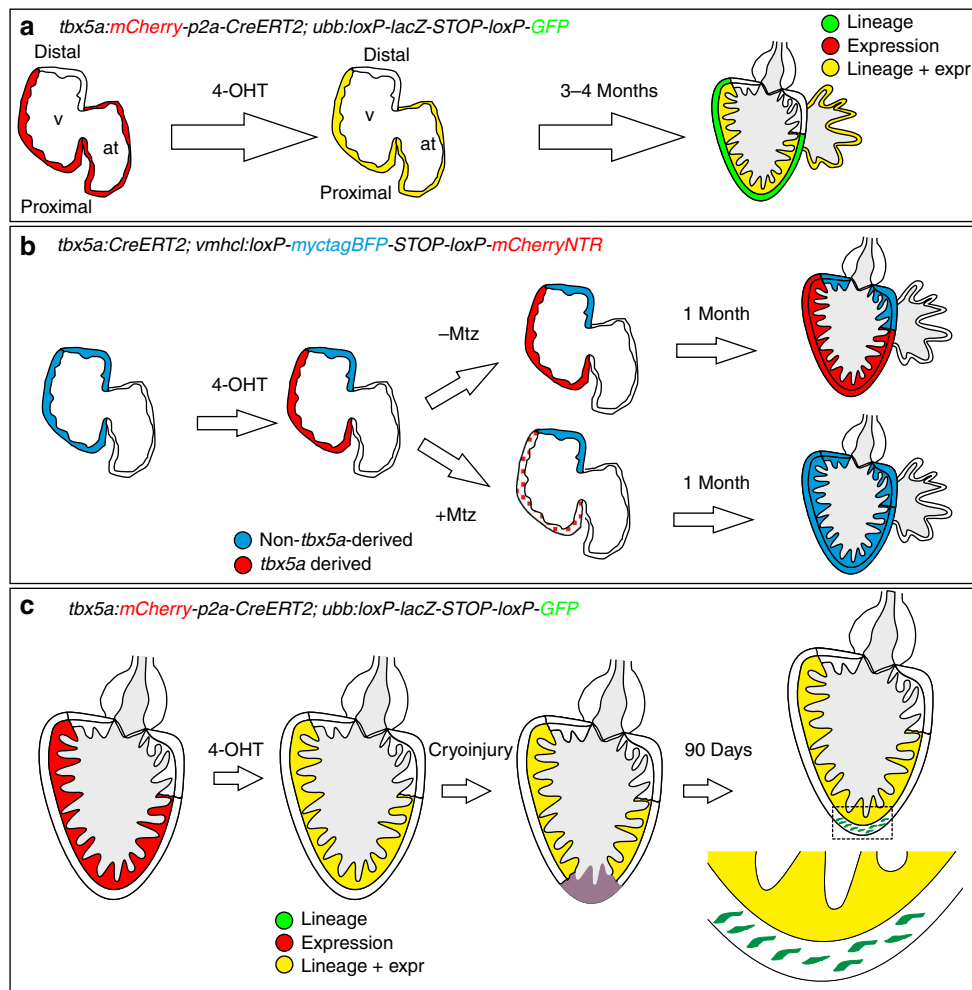 a
tbx5a:mCherry-p2a-CreERT2; ubb:loxP-lacZ-STOP-loxP-GFP
Distal
v
at
Proximal
4-OHT
Distal
v
at
Proximal
3–4 Months
Lineage
Expression
Lineage + expr
b
tbx5a:CreERT2; vmhcl:loxP-myctagBFP-STOP-loxP-mCherryNTR
4-OHT
–Mtz
1 Month
+Mtz
1 Month
Non-tbx5a-derived
tbx5a derived
c
tbx5a:mCherry-p2a-CreERT2; ubb:loxP-lacZ-STOP-loxP-GFP
4-OHT
Cryoinjury
90 Days
Lineage
Expression
Lineage + expr